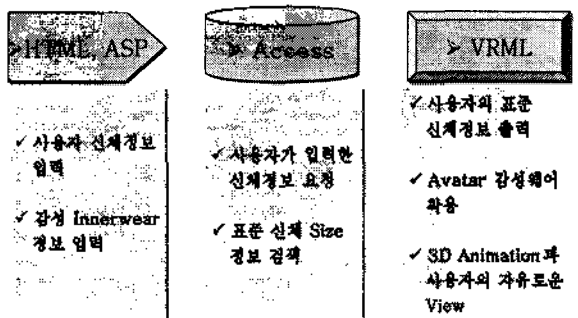 ➢ HTML, ASP
✓ 사용자 신체정보
입력
✓ 감성 Innerwear
정보 입력
➢ Access
✓ 사용자가 입력한
신체정보 요청
✓ 표준 신체 Size
정보 검색
➢ VRML
✓ 사용자의 표준
신체정보 출력
✓ Avatar 감성웨어
착용
✓ 3D Animation과
사용자의 자유로운
View